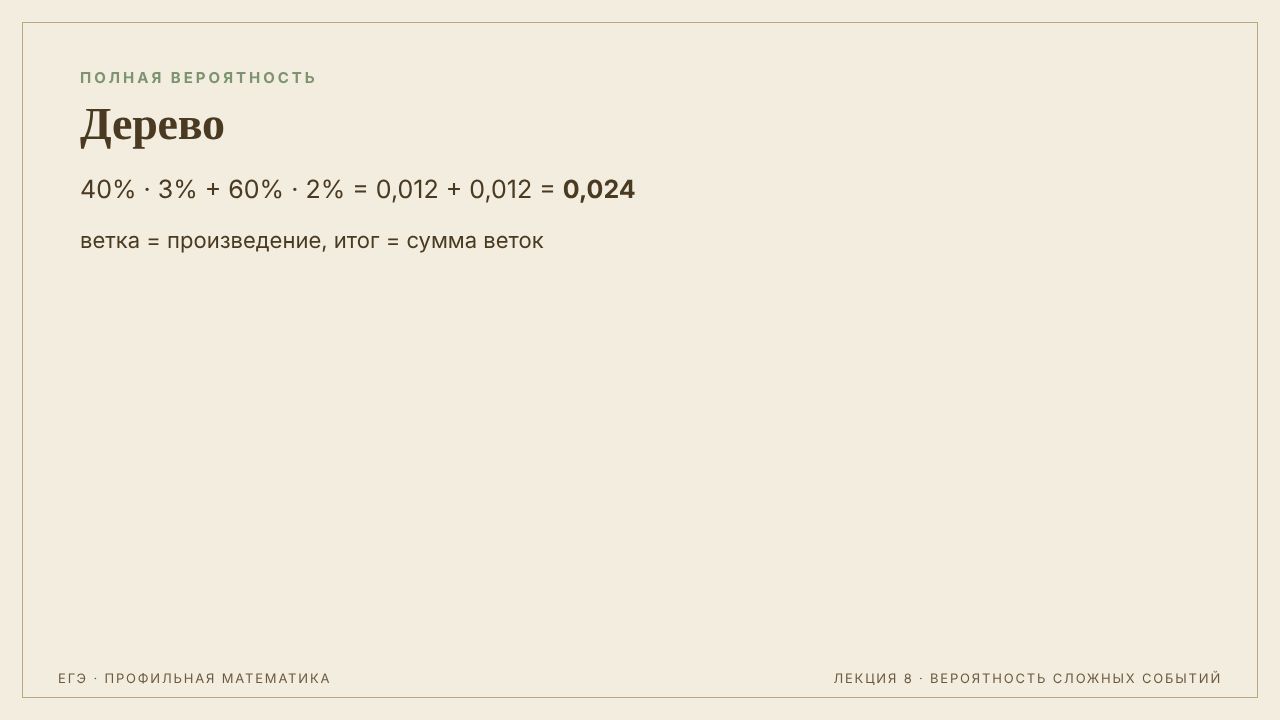 ПОЛНАЯ ВЕРОЯТНОСТЬ
Дерево
40% · 3% + 60% · 2% = 0,012 + 0,012 = 0,024
ветка = произведение, итог = сумма веток
ЕГЭ · ПРОФИЛЬНАЯ МАТЕМАТИКА
ЛЕКЦИЯ 8 · ВЕРОЯТНОСТЬ СЛОЖНЫХ СОБЫТИЙ